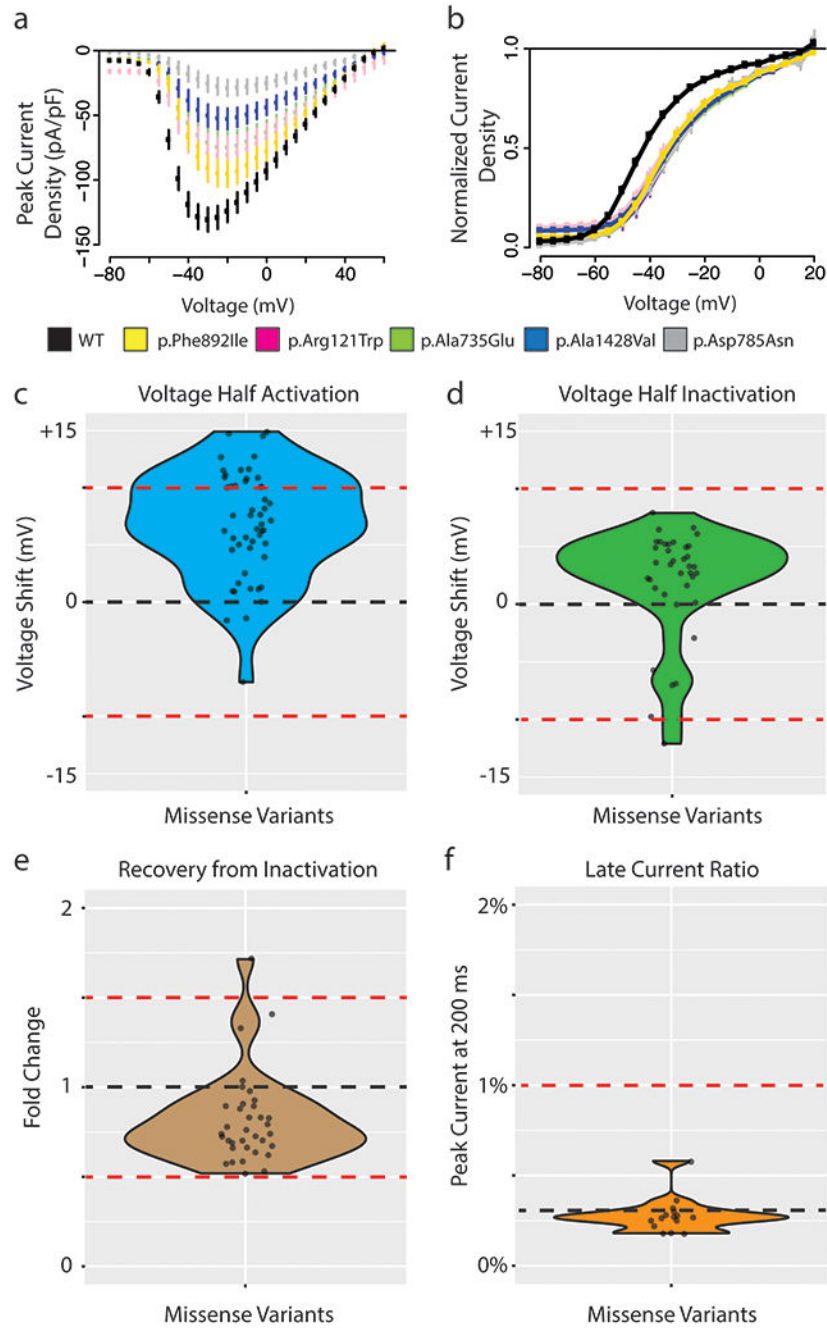 a
0
−50
−100
−150
Peak Current
Density (pA/pF)
−80
−40
0
40
Voltage (mV)
b
1.0
0.5
0.0
Normalized Current
Density
-80
-60
-40
-20
0
20
Voltage (mV)
WT
p.Phe892Ile
p.Arg121Trp
p.Ala735Glu
p.Ala1428Val
p.Asp785Asn
c
Voltage Half Activation
+15
0
-15
Voltage Shift (mV)
Missense Variants
d
Voltage Half Inactivation
+15
0
-15
Voltage Shift (mV)
Missense Variants
e
Recovery from Inactivation
2
1
0
Fold Change
Missense Variants
f
Late Current Ratio
2%
1%
0%
Peak Current at 200 ms
Missense Variants